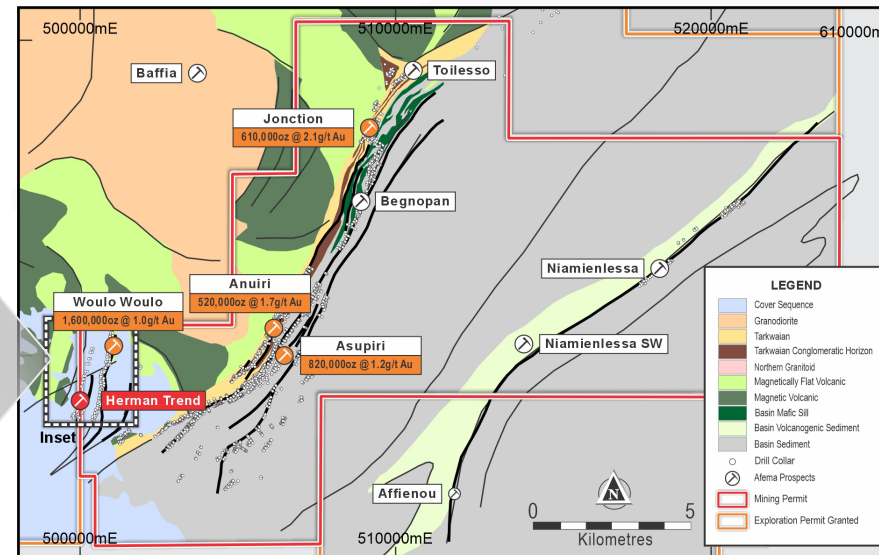 500000mE
510000mE
520000mE
610000m
Baffia
Toilesso
Jonction
610,000oz @ 2.1g/t Au
Begnopan
Anuiri
520,000oz @ 1.7g/t Au
Niamienlessa
Woulo Woulo
1,600,000oz @ 1.0g/t Au
Asupiri
820,000oz @ 1.2g/t Au
Niamienlessa SW
Herman Trend
Inset
Affienou
N
0
5
Kilometres
500000mE
510000mE
LEGEND
Cover Sequence
Granodiorite
Tarkwaian
Tarkwaian Conglomeratic Horizon
Northern Granitoid
Magnetically Flat Volcanic
Magnetic Volcanic
Basin Mafic Sill
Basin Volcanogenic Sediment
Basin Sediment
Drill Collar
Afema Prospects
Mining Permit
Exploration Permit Granted